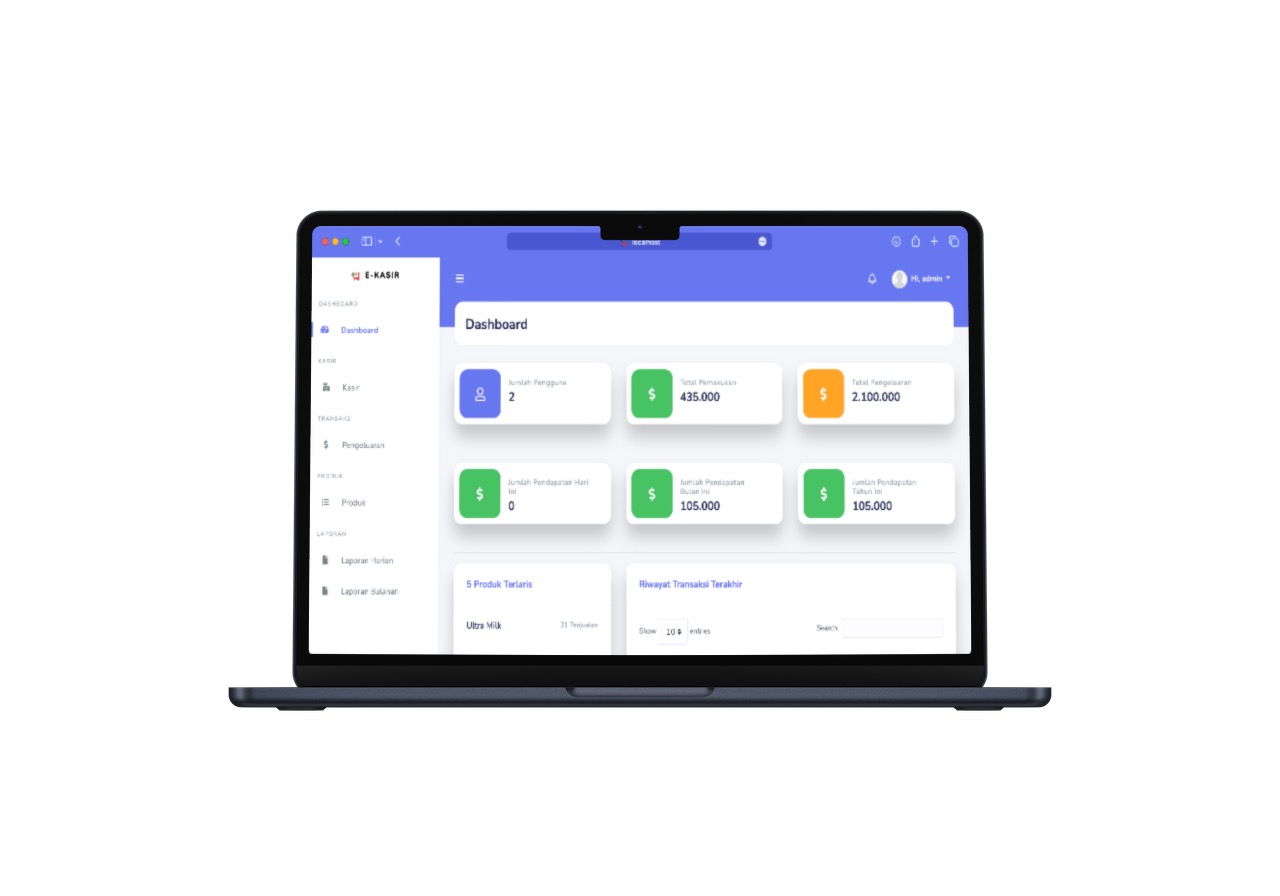 localhost
E-KASIR
Hi, admin
DASHBOARD
Dashboard
Dashboard
KASIR
Kasir
TRANSAKSI
Pengeluaran
PRODUK
Produk
LAPORAN
Laporan Harian
Laporan Bulanan
Jumlah Pengguna
2
Total Pemasukan
435.000
Total Pengeluaran
2.100.000
Jumlah Pendapatan Hari
Ini
0
Jumlah Pendapatan
Bulan Ini
105.000
Jumlah Pendapatan
Tahun Ini
105.000
5 Produk Terlaris
Ultra Milk
21 Penjualan
Riwayat Transaksi Terakhir
Show 10 entries
Search